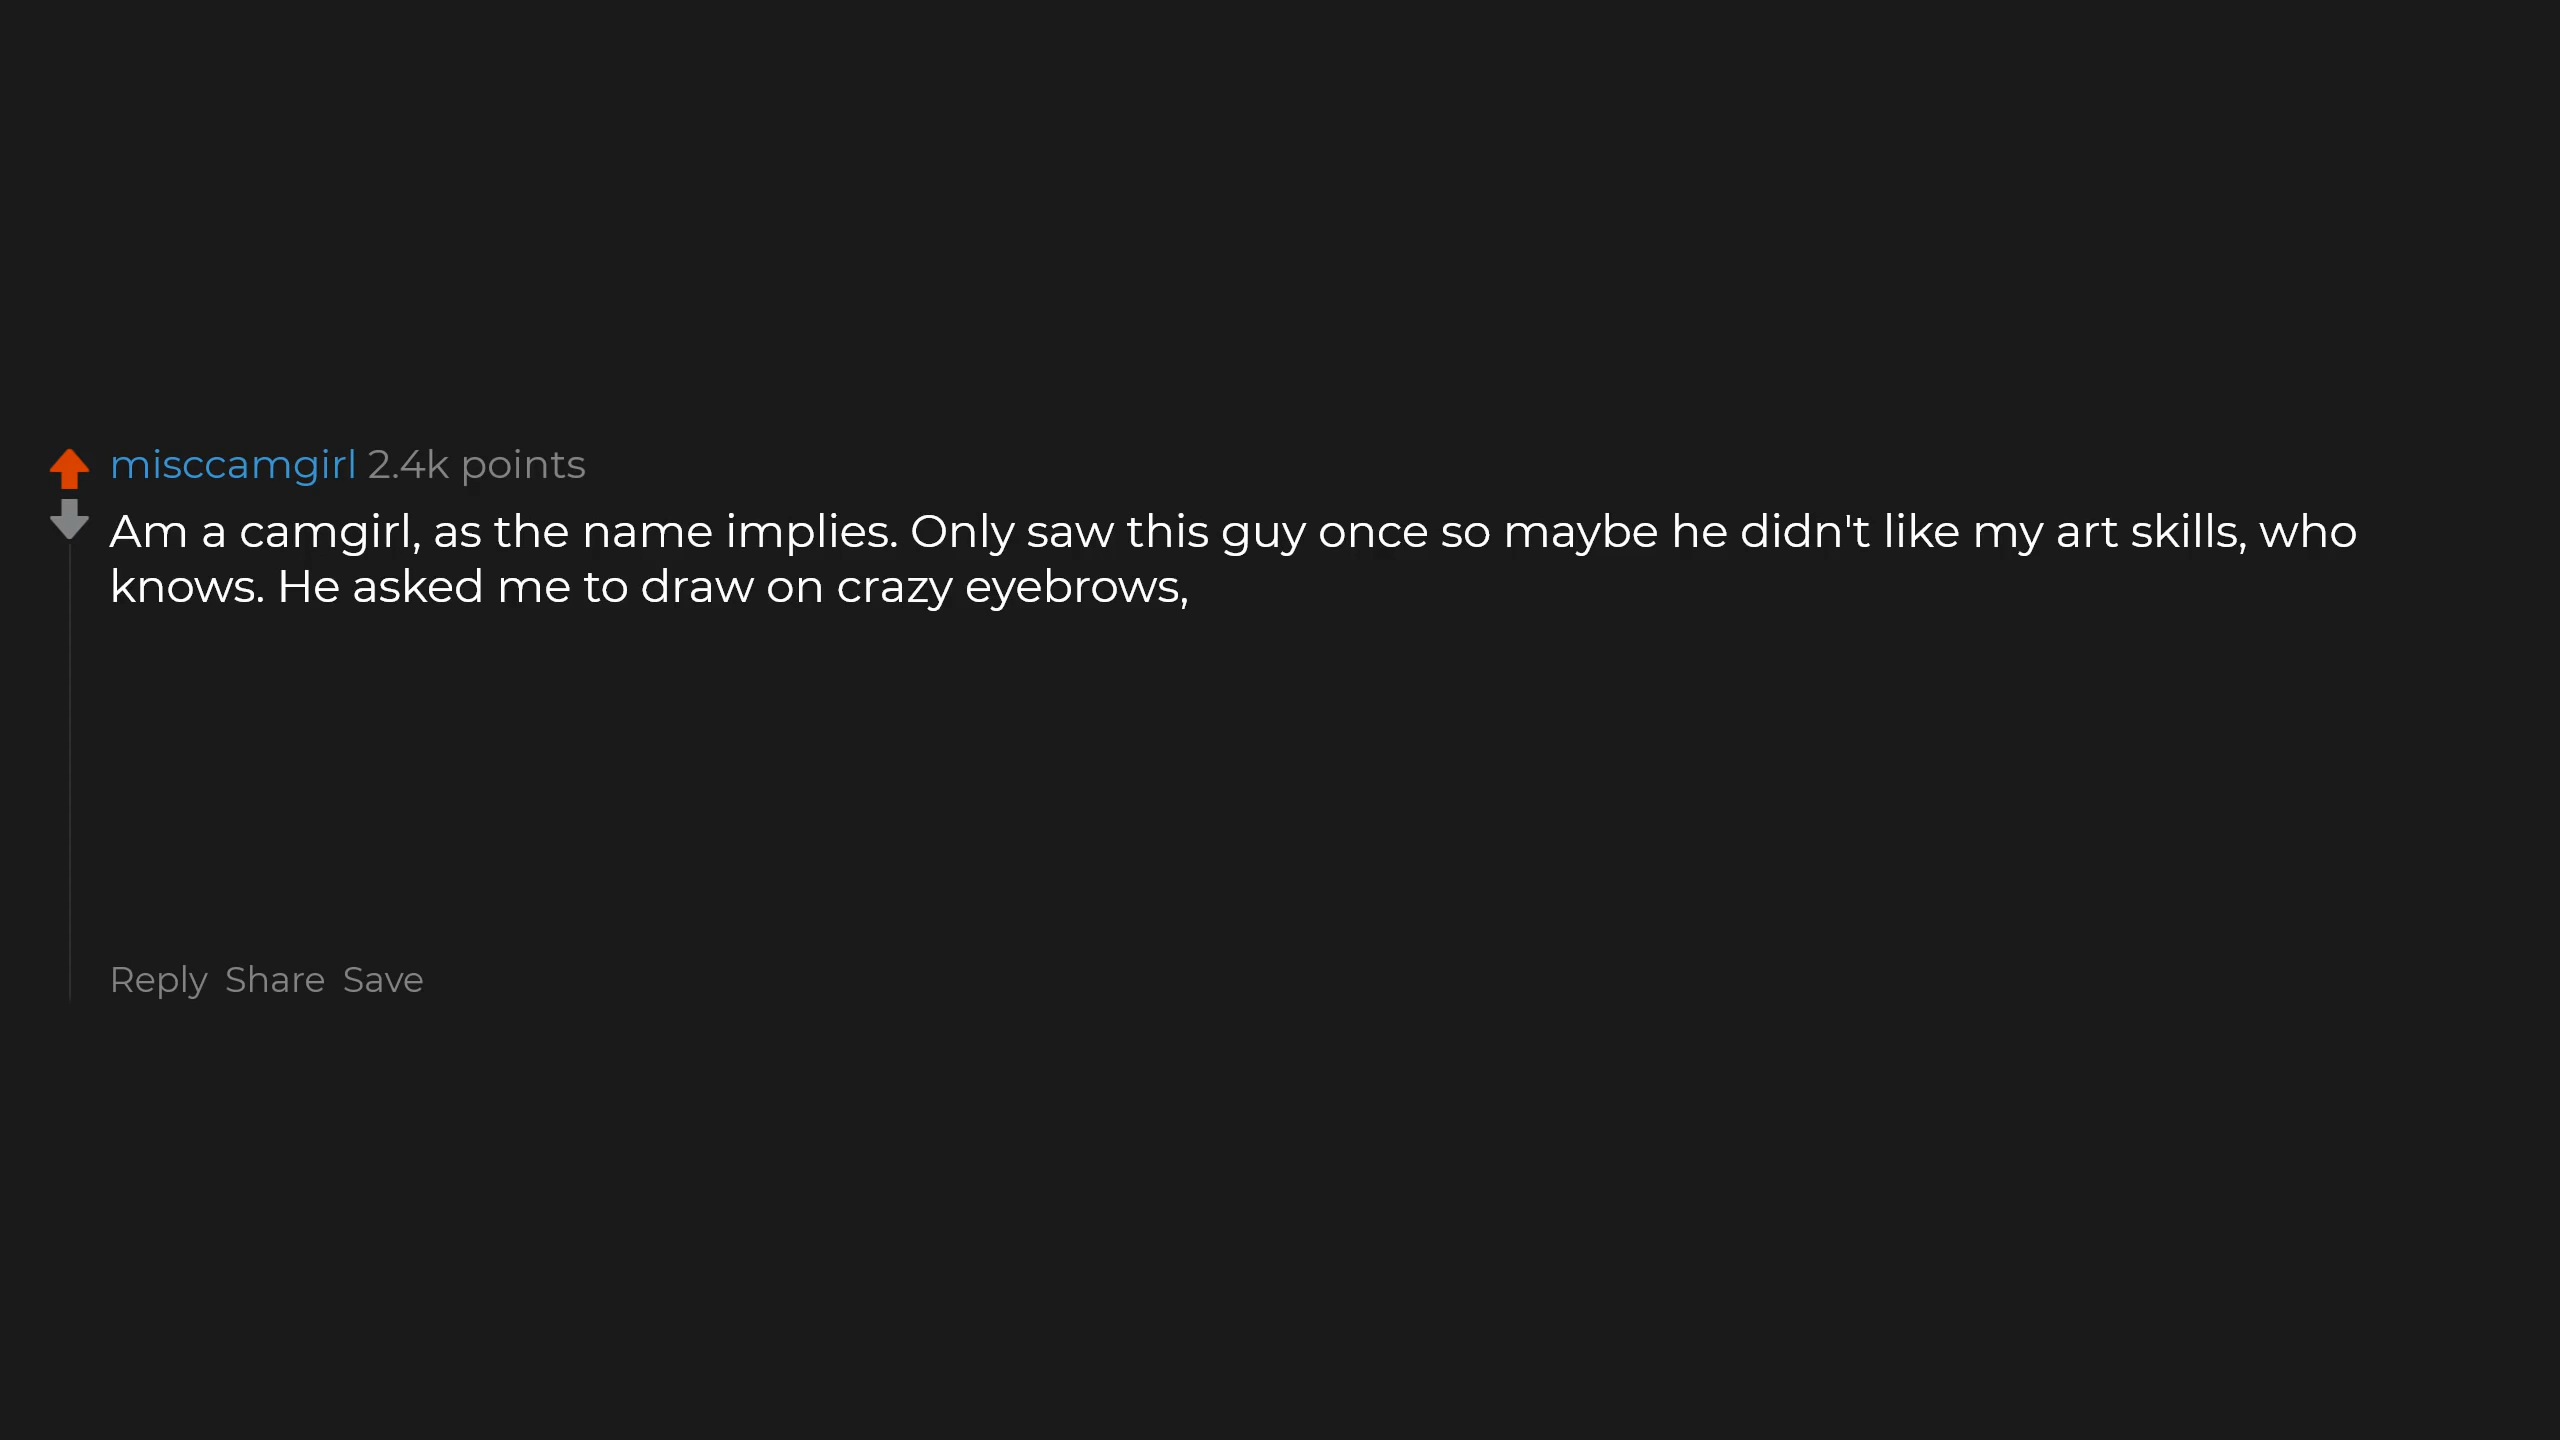 misccamgirl 2.4k points
Am a camgirl, as the name implies. Only saw this guy once so maybe he didn't like my art skills, who
knows. He asked me to draw on crazy eyebrows,
Reply Share Save